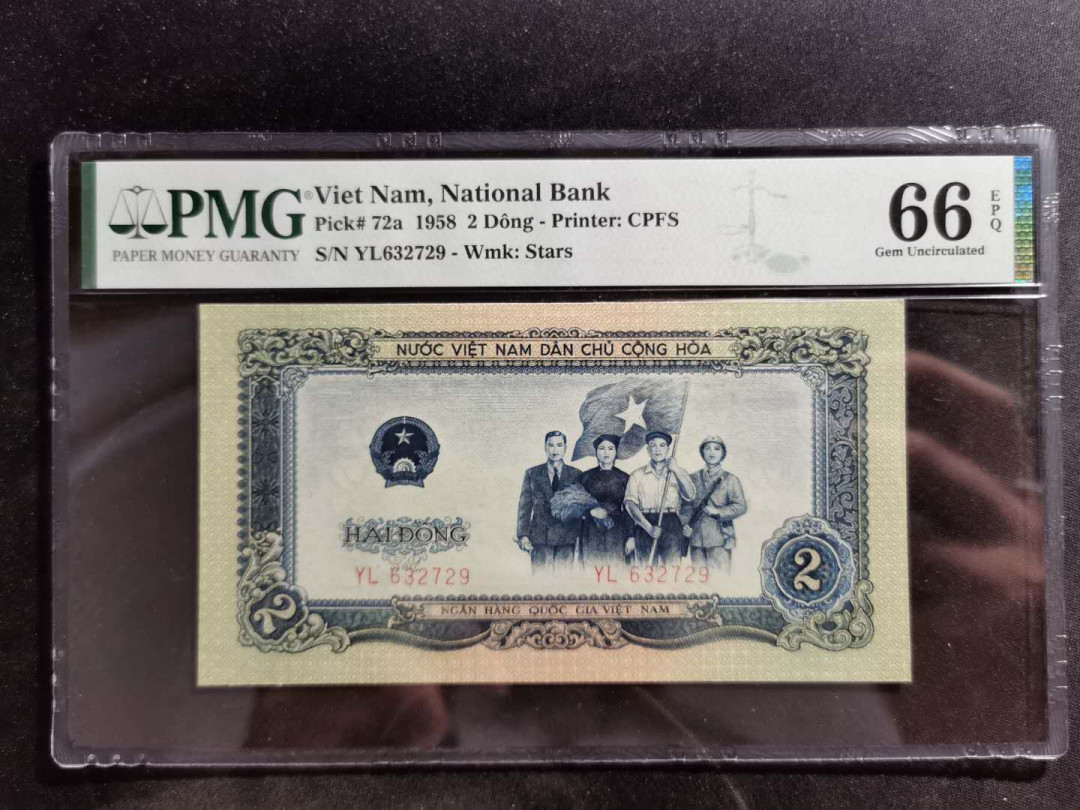 PMG®
PAPER MONEY GUARANTY
Viet Nam, National Bank
Pick# 72a 1958 2 Dông - Printer: CPFS
S/N YL632729 - Wmk: Stars
66 EPQ
Gem Uncirculated
NƯỚC VIỆT NAM DÂN CHỦ CỘNG HÒA
HAI ĐỒNG
YL 632729 YL 632729
2 2
NGÂN HÀNG QUỐC GIA VIỆT NAM